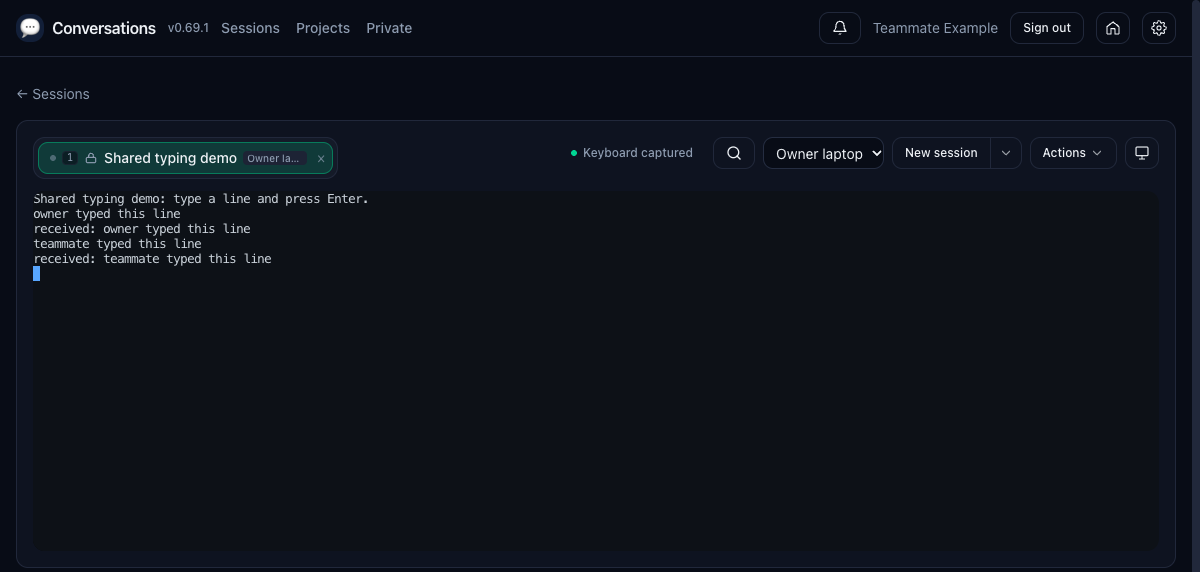 Conversations v0.69.1 Sessions Projects Private Teammate Example Sign out
← Sessions
1 Shared typing demo Owner la... × Keyboard captured Owner laptop New session Actions
Shared typing demo: type a line and press Enter.
owner typed this line
received: owner typed this line
teammate typed this line
received: teammate typed this line